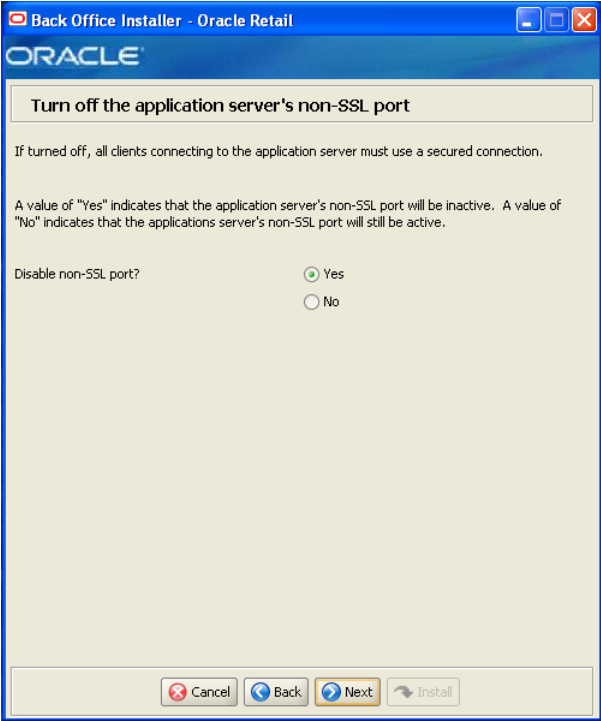 Back Office Installer - Oracle Retail
ORACLE
Turn off the application server's non-SSL port
If turned off, all clients connecting to the application server must use a secured connection.
A value of "Yes" indicates that the application server's non-SSL port will be inactive.  A value of
"No" indicates that the applications server's non-SSL port will still be active.
Disable non-SSL port?
Yes
No
Cancel
Back
Next
Install